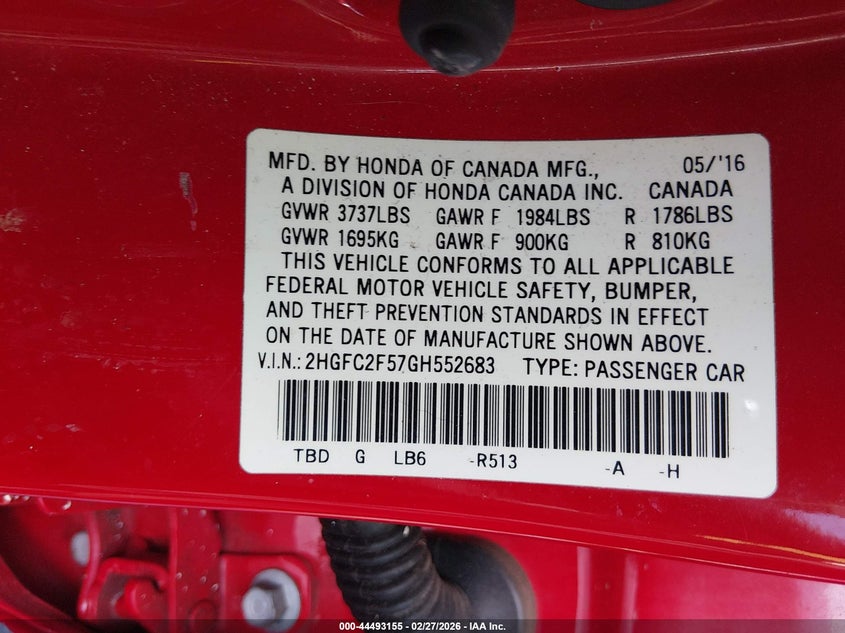 MFD. BY HONDA OF CANADA MFG., 05/'16
A DIVISION OF HONDA CANADA INC. CANADA
GVWR 3737LBS GAWR F 1984LBS R 1786LBS
GVWR 1695KG GAWR F 900KG R 810KG
THIS VEHICLE CONFORMS TO ALL APPLICABLE
FEDERAL MOTOR VEHICLE SAFETY, BUMPER,
AND THEFT PREVENTION STANDARDS IN EFFECT
ON THE DATE OF MANUFACTURE SHOWN ABOVE.
V.I.N.: 2HGFC2F57GH552683 TYPE: PASSENGER CAR
TBD G LB6 -R513 -A -H
000-44493155 - 02/27/2026 - IAA Inc.